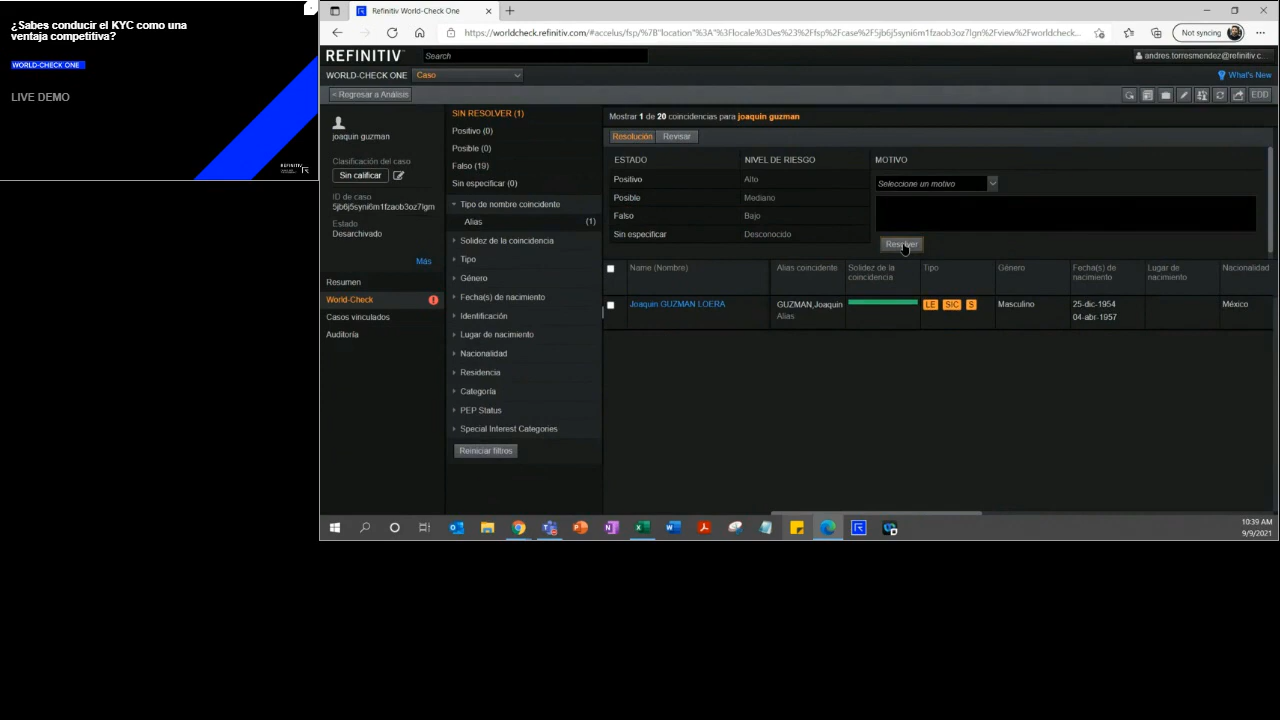 ¿Sabes conducir el KYC como una
ventaja competitiva?
WORLD-CHECK ONE
LIVE DEMO
REFINITIV
Refinitiv World-Check One
https://worldcheck.refinitiv.com/#accelus/fsp/%7B"location"%3A"%2Flocale%2Fes%23%2Ffsp%2Fcase%2F5jb6j5syni6m1fzaob3oz7lgn%2Fview%2Fworldcheck...
Not syncing
REFINITIV
Search
andres.torresmendez@refinitiv.c...
WORLD-CHECK ONE
Caso
What's New
« Regresar a Análisis
EDD
joaquin guzman
Clasificación del caso
Sin calificar
ID de caso
5jb6j5syni6m1fzaob3oz7lgn
Estado
Desarchivado
Más
Resumen
World-Check
Casos vinculados
Auditoría
SIN RESOLVER (1)
Positivo (0)
Posible (0)
Falso (19)
Sin especificar (0)
Tipo de nombre coincidente
Alias (1)
Solidez de la coincidencia
Tipo
Género
Fecha(s) de nacimiento
Identificación
Lugar de nacimiento
Nacionalidad
Residencia
Categoría
PEP Status
Special Interest Categories
Reiniciar filtros
Mostrar 1 de 20 coincidencias para joaquin guzman
Resolución Revisar
ESTADO NIVEL DE RIESGO MOTIVO
Positivo Alto
Seleccione un motivo
Posible Mediano
Falso Bajo
Sin especificar Desconocido
Resolver
Name (Nombre) Alias coincidente Solidez de la coincidencia Tipo Género Fecha(s) de nacimiento Lugar de nacimiento Nacionalidad
Joaquin GUZMAN LOERA GUZMAN,Joaquin LE SIC S Masculino 25-dic-1954 México
Alias 04-abr-1957
10:39 AM
9/9/2021